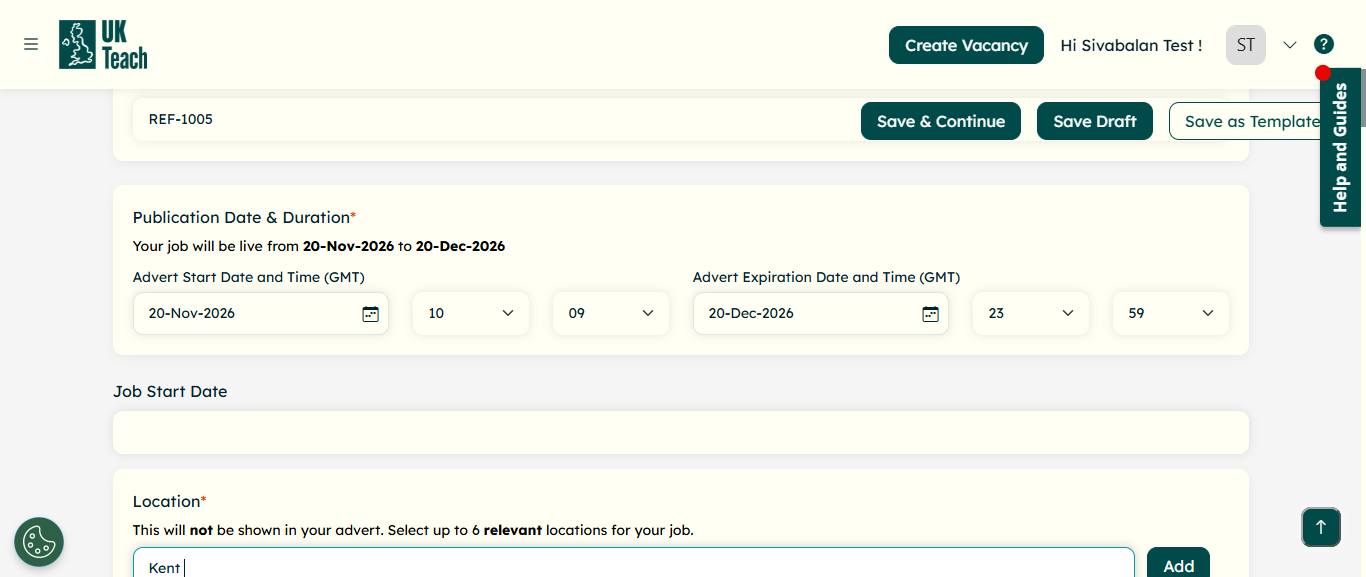 UK
Teach
Create Vacancy
Hi Sivabalan Test !
ST
?
REF-1005
Save & Continue
Save Draft
Save as Template
Help and Guides
Publication Date & Duration*
Your job will be live from 20-Nov-2026 to 20-Dec-2026
Advert Start Date and Time (GMT)
Advert Expiration Date and Time (GMT)
20-Nov-2026
10
09
20-Dec-2026
23
59
Job Start Date
Location*
This will not be shown in your advert. Select up to 6 relevant locations for your job.
Kent
Add